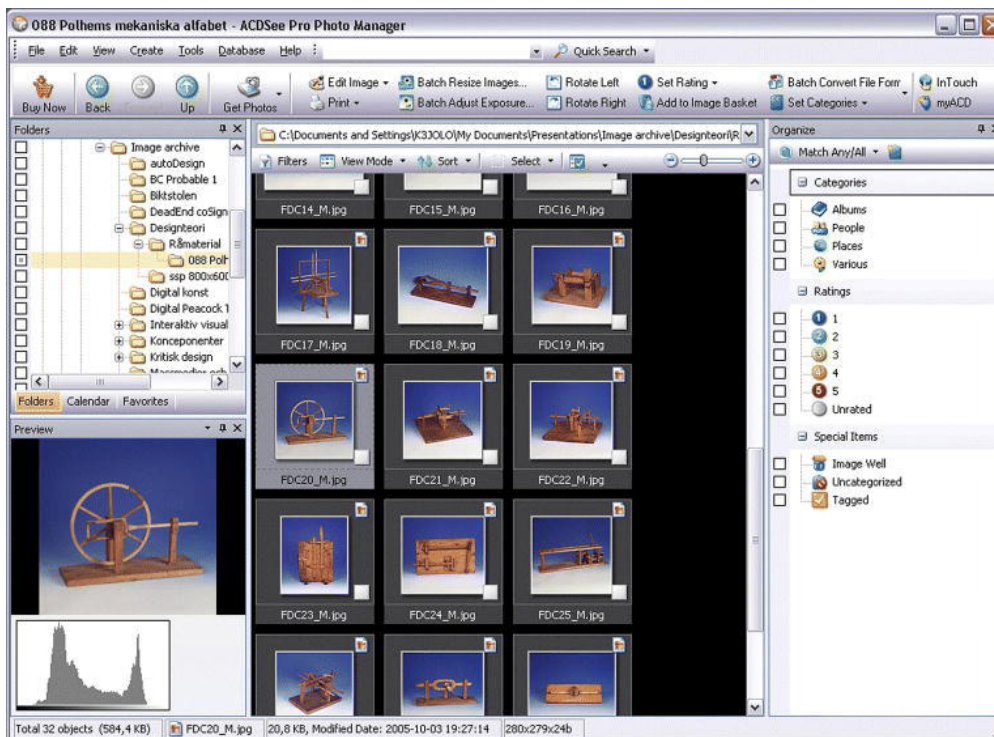 088 Polhems mekaniska alfabet - ACDSee Pro Photo Manager
File Edit View Create Tools Database Help Quick Search
Buy Now Back Up Get Photos
Edit Image Batch Resize Images... Rotate Left Set Rating Batch Convert File Form InTouch
Print Batch Adjust Exposure... Rotate Right Add to Image Basket Set Categories myACD
Folders
Image archive
autoDesign
BC Probable 1
Biktstolen
DeadEnd coSign
Designteori
Råmaterial
088 Polh
ssp 800x600
Digital konst
Digital Peacock T
Interaktiv visual
Konceponenter
Kritisk design
Folders Calendar Favorites
Preview
C:\Documents and Settings\K3JOLO\My Documents\Presentations\Image archive\Designteori\R
Filters View Mode Sort Select
FDC14_M.jpg FDC15_M.jpg FDC16_M.jpg
FDC17_M.jpg FDC18_M.jpg FDC19_M.jpg
FDC20_M.jpg FDC21_M.jpg FDC22_M.jpg
FDC23_M.jpg FDC24_M.jpg FDC25_M.jpg
Organize
Match Any/All
Categories
Albums
People
Places
Various
Ratings
1 1
2 2
3 3
4 4
5 5
Unrated
Special Items
Image Well
Uncategorized
Tagged
Total 32 objects (584,4 KB) FDC20_M.jpg 20,8 KB, Modified Date: 2005-10-03 19:27:14 280x279x24b